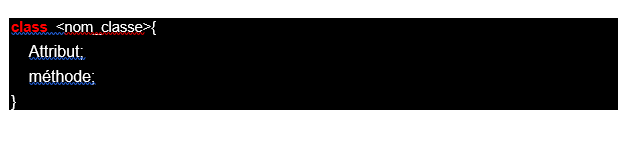 class <nom_classe>{
Attribut;
méthode;
}